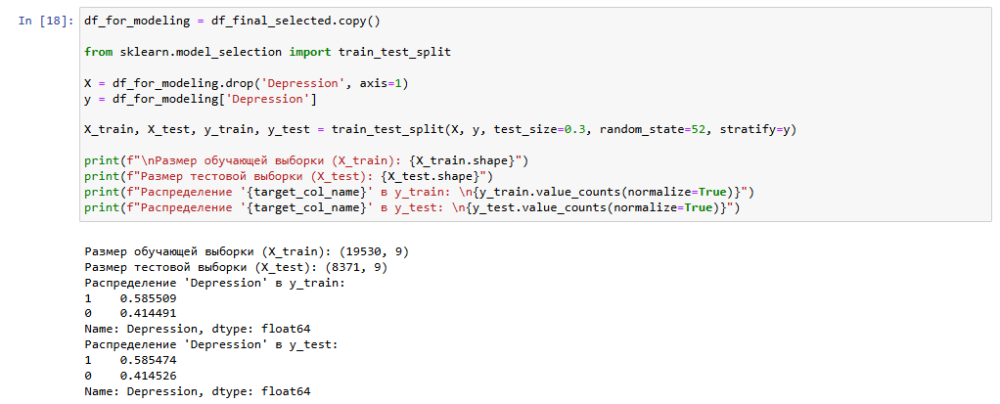 In [18]: df_for_modeling = df_final_selected.copy()
from sklearn.model_selection import train_test_split
X = df_for_modeling.drop('Depression', axis=1)
y = df_for_modeling['Depression']
X_train, X_test, y_train, y_test = train_test_split(X, y, test_size=0.3, random_state=52, stratify=y)
print(f"\nРазмер обучающей выборки (X_train): {X_train.shape}")
print(f"Размер тестовой выборки (X_test): {X_test.shape}")
print(f"Распределение '{target_col_name}' в y_train: \n{y_train.value_counts(normalize=True)}")
print(f"Распределение '{target_col_name}' в y_test: \n{y_test.value_counts(normalize=True)}")
Размер обучающей выборки (X_train): (19530, 9)
Размер тестовой выборки (X_test): (8371, 9)
Распределение 'Depression' в y_train:
1    0.585509
0    0.414491
Name: Depression, dtype: float64
Распределение 'Depression' в y_test:
1    0.585474
0    0.414526
Name: Depression, dtype: float64